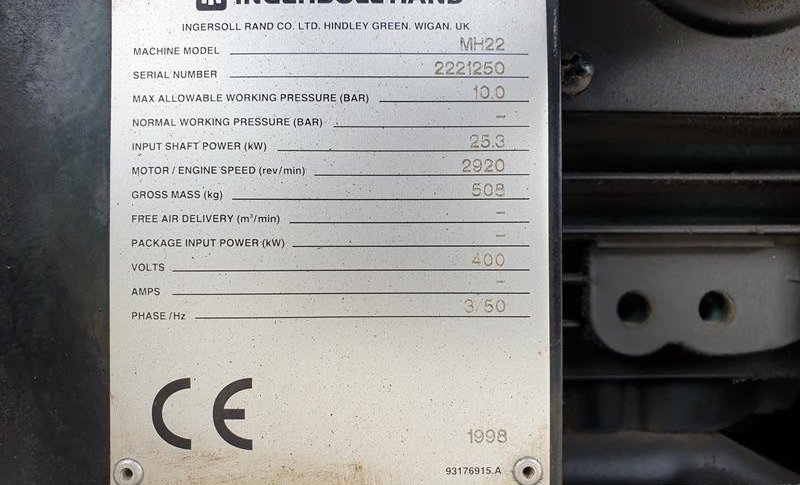 INGERSOLL-RAND
INGERSOLL RAND CO. LTD. HINDLEY GREEN. WIGAN. UK
MACHINE MODEL MH22
SERIAL NUMBER 2221250
MAX ALLOWABLE WORKING PRESSURE (BAR) 10.0
NORMAL WORKING PRESSURE (BAR) –
INPUT SHAFT POWER (kW) 25.3
MOTOR / ENGINE SPEED (rev/min) 2920
GROSS MASS (kg) 508
FREE AIR DELIVERY (m³/min) –
PACKAGE INPUT POWER (kW) –
VOLTS 400
AMPS –
PHASE /Hz 3/50
CE
1998
93176915.A